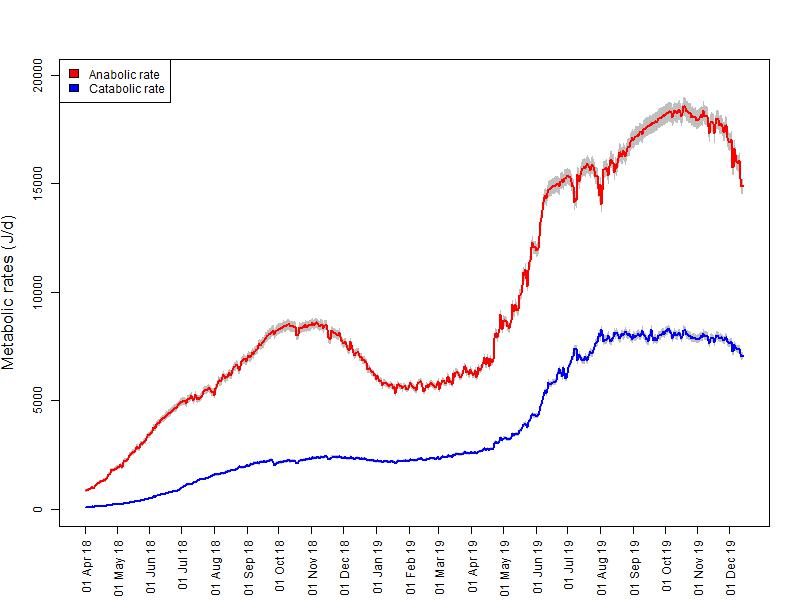 Anabolic rate
Catabolic rate
Metabolic rates (J/d)
20000
15000
10000
5000
0
01 Apr 18
01 May 18
01 Jun 18
01 Jul 18
01 Aug 18
01 Sep 18
01 Oct 18
01 Nov 18
01 Dec 18
01 Jan 19
01 Feb 19
01 Mar 19
01 Apr 19
01 May 19
01 Jun 19
01 Jul 19
01 Aug 19
01 Sep 19
01 Oct 19
01 Nov 19
01 Dec 19